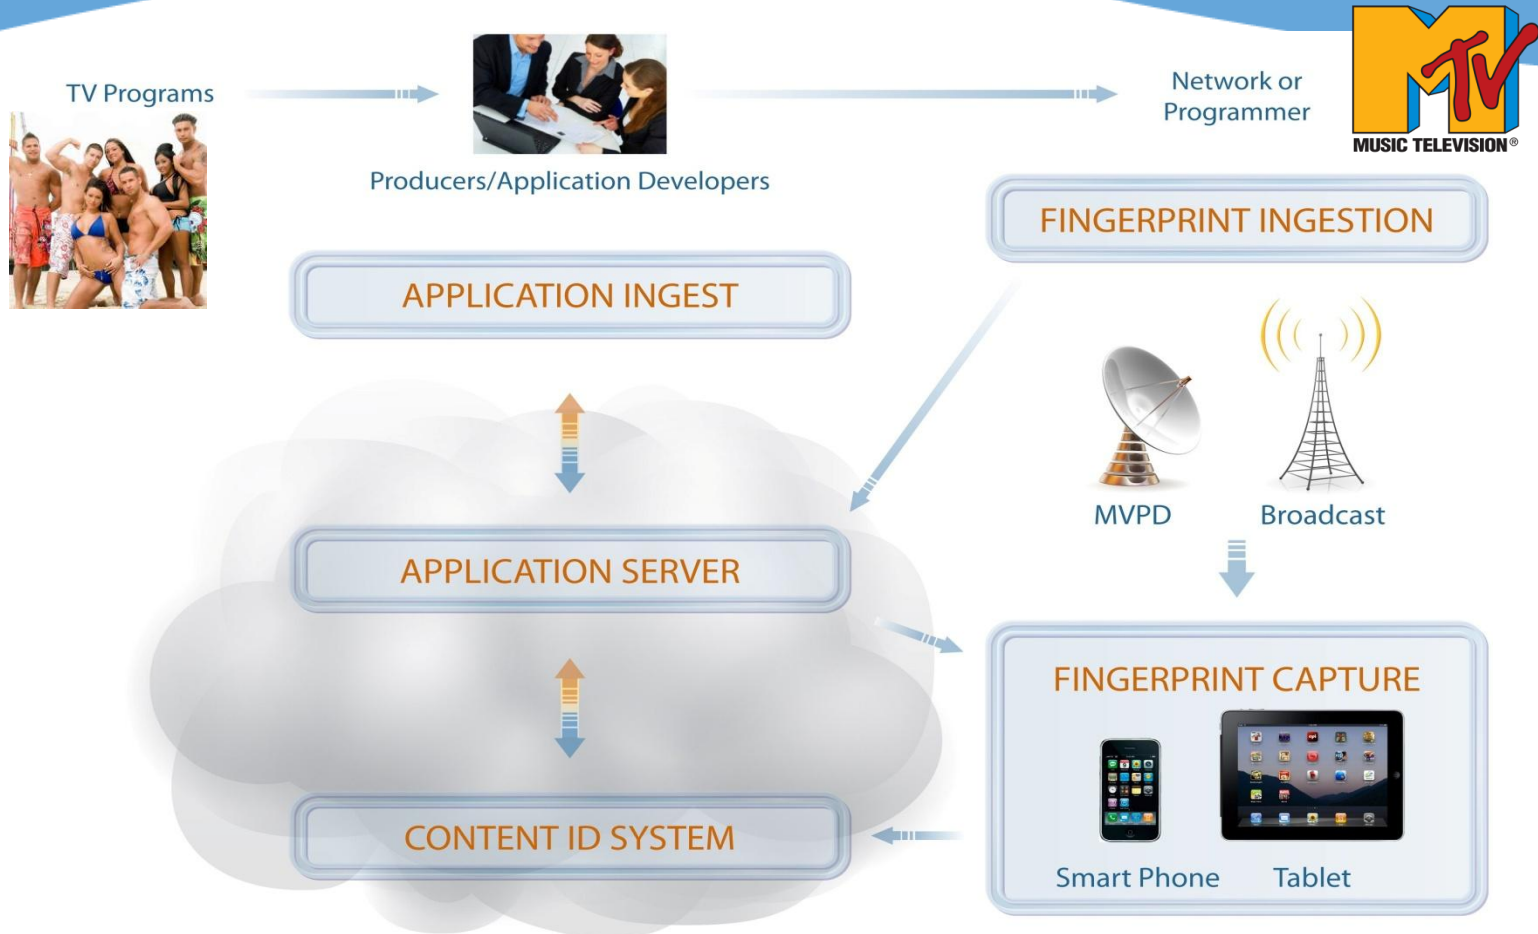 TV Programs
Network or
Programmer
MTV
MUSIC TELEVISION®
Producers/Application Developers
FINGERPRINT INGESTION
APPLICATION INGEST
MVPD
Broadcast
APPLICATION SERVER
FINGERPRINT CAPTURE
CONTENT ID SYSTEM
Smart Phone
Tablet